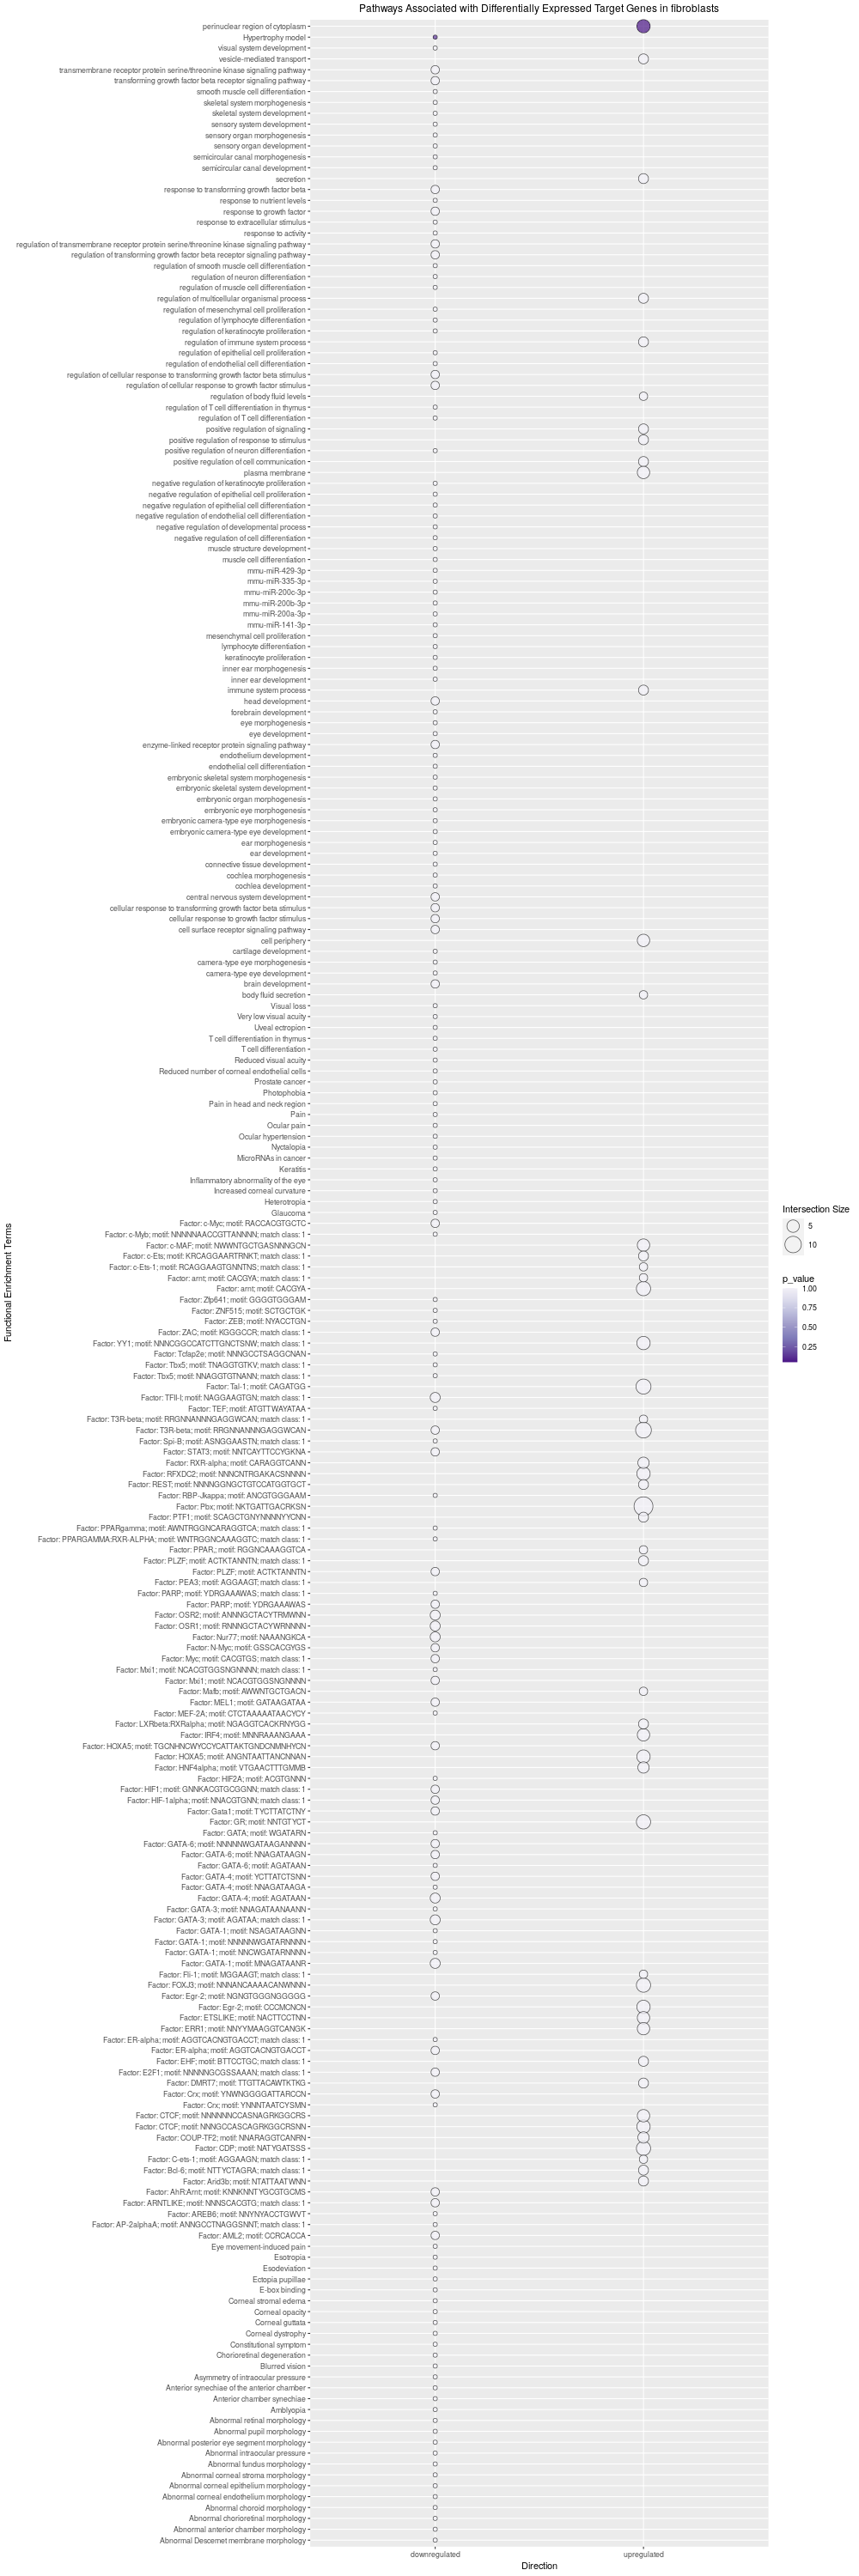 Pathways Associated with Differentially Expressed Target Genes in fibroblasts
perinuclear region of cytoplasm
Hypertrophy model
visual system development
vesicle-mediated transport
transmembrane receptor protein serine/threonine kinase signaling pathway
transforming growth factor beta receptor signaling pathway
smooth muscle cell differentiation
skeletal system morphogenesis
skeletal system development
sensory system development
sensory organ morphogenesis
sensory organ development
semicircular canal morphogenesis
semicircular canal development
secretion
response to transforming growth factor beta
response to nutrient levels
response to growth factor
response to extracellular stimulus
response to activity
regulation of transmembrane receptor protein serine/threonine kinase signaling pathway
regulation of transforming growth factor beta receptor signaling pathway
regulation of smooth muscle cell differentiation
regulation of neuron differentiation
regulation of muscle cell differentiation
regulation of multicellular organismal process
regulation of mesenchymal cell proliferation
regulation of lymphocyte differentiation
regulation of keratinocyte proliferation
regulation of immune system process
regulation of epithelial cell proliferation
regulation of endothelial cell differentiation
regulation of cellular response to transforming growth factor beta stimulus
regulation of cellular response to growth factor stimulus
regulation of body fluid levels
regulation of T cell differentiation in thymus
regulation of T cell differentiation
positive regulation of signaling
positive regulation of response to stimulus
positive regulation of neuron differentiation
positive regulation of cell communication
plasma membrane
negative regulation of keratinocyte proliferation
negative regulation of epithelial cell proliferation
negative regulation of epithelial cell differentiation
negative regulation of endothelial cell differentiation
negative regulation of developmental process
negative regulation of cell differentiation
muscle structure development
muscle cell differentiation
mmu-miR-429-3p
mmu-miR-335-3p
mmu-miR-200c-3p
mmu-miR-200b-3p
mmu-miR-200a-3p
mmu-miR-141-3p
mesenchymal cell proliferation
lymphocyte differentiation
keratinocyte proliferation
inner ear morphogenesis
inner ear development
immune system process
head development
forebrain development
eye morphogenesis
eye development
enzyme-linked receptor protein signaling pathway
endothelium development
endothelial cell differentiation
embryonic skeletal system morphogenesis
embryonic skeletal system development
embryonic organ morphogenesis
embryonic eye morphogenesis
embryonic camera-type eye morphogenesis
embryonic camera-type eye development
ear morphogenesis
ear development
connective tissue development
cochlea morphogenesis
cochlea development
central nervous system development
cellular response to transforming growth factor beta stimulus
cellular response to growth factor stimulus
cell surface receptor signaling pathway
cell periphery
cartilage development
camera-type eye morphogenesis
camera-type eye development
brain development
body fluid secretion
Visual loss
Very low visual acuity
Uveal ectropion
T cell differentiation in thymus
T cell differentiation
Reduced visual acuity
Reduced number of corneal endothelial cells
Prostate cancer
Photophobia
Pain in head and neck region
Pain
Ocular pain
Ocular hypertension
Nyctalopia
MicroRNAs in cancer
Keratitis
Inflammatory abnormality of the eye
Increased corneal curvature
Heterotropia
Glaucoma
Factor: c-Myc; motif: RACCACGTGCTC
Factor: c-Myb; motif: NNNNNAACCGTTANNNN; match class: 1
Factor: c-MAF; motif: NWWNTGCTGASNNNGCN
Factor: c-Ets; motif: KRCAGGAARTRNKT; match class: 1
Factor: c-Ets-1; motif: RCAGGAAGTGNNTNS; match class: 1
Factor: arnt; motif: CACGYA; match class: 1
Factor: arnt; motif: CACGYA
Factor: Zfp641; motif: GGGGTGGGAM
Factor: ZNF515; motif: SCTGCTGK
Factor: ZEB; motif: NYACCTGN
Factor: ZAC; motif: KGGGCCR; match class: 1
Factor: YY1; motif: NNNCGGCCATCTTGNCTSNW; match class: 1
Factor: Tcfap2e; motif: NNNGCCTSAGGCNAN
Factor: Tbx5; motif: TNAGGTGTKV; match class: 1
Factor: Tbx5; motif: NNAGGTGTNANN; match class: 1
Factor: Tal-1; motif: CAGATGG
Factor: TFII-I; motif: NAGGAAGTGN; match class: 1
Factor: TEF; motif: ATGTTWAYATAA
Factor: T3R-beta; motif: RRGNNANNNGAGGWCAN; match class: 1
Factor: T3R-beta; motif: RRGNNANNNGAGGWCAN
Factor: Spi-B; motif: ASNGGAASTN; match class: 1
Factor: STAT3; motif: NNTCAYTTCCYGKNA
Factor: RXR-alpha; motif: CARAGGTCANN
Factor: RFXDC2; motif: NNNCNTRGAKACSNNNN
Factor: REST; motif: NNNNGGNGCTGTCCATGGTGCT
Factor: RBP-Jkappa; motif: ANCGTGGGAAM
Factor: Pbx; motif: NKTGATTGACRKSN
Factor: PTF1; motif: SCAGCTGNYNNNNYYCNN
Factor: PPARgamma; motif: AWNTRGGNCARAGGTCA; match class: 1
Factor: PPARGAMMA:RXR-ALPHA; motif: WNTRGGNCAAAGGTC; match class: 1
Factor: PPAR,; motif: RGGNCAAAGGTCA
Factor: PLZF; motif: ACTKTANNTN; match class: 1
Factor: PLZF; motif: ACTKTANNTN
Factor: PEA3; motif: AGGAAGT; match class: 1
Factor: PARP; motif: YDRGAAAWAS; match class: 1
Factor: PARP; motif: YDRGAAAWAS
Factor: OSR2; motif: ANNNGCTACYTRMWNN
Factor: OSR1; motif: RNNNGCTACYWRNNNN
Factor: Nur77; motif: NAAANGKCA
Factor: N-Myc; motif: GSSCACGYGS
Factor: Myc; motif: CACGTGS; match class: 1
Factor: Mxi1; motif: NCACGTGGSNGNNNN; match class: 1
Factor: Mxi1; motif: NCACGTGGSNGNNNN
Factor: Mafb; motif: AWWNTGCTGACN
Factor: MEL1; motif: GATAAGATAA
Factor: MEF-2A; motif: CTCTAAAAATAACYCY
Factor: LXRbeta:RXRalpha; motif: NGAGGTCACKRNYGG
Factor: IRF4; motif: MNNRAAANGAAA
Factor: HOXA5; motif: TGCNHNCWYCCYCATTAKTGNDCNMNHYCN
Factor: HOXA5; motif: ANGNTAATTANCNNAN
Factor: HNF4alpha; motif: VTGAACTTTGMMB
Factor: HIF2A; motif: ACGTGNNN
Factor: HIF1; motif: GNNKACGTGCGGNN; match class: 1
Factor: HIF-1alpha; motif: NNACGTGNN; match class: 1
Factor: Gata1; motif: TYCTTATCTNY
Factor: GR; motif: NNTGTYCT
Factor: GATA; motif: WGATARN
Factor: GATA-6; motif: NNNNNWGATAAGANNNN
Factor: GATA-6; motif: NNAGATAAGN
Factor: GATA-6; motif: AGATAAN
Factor: GATA-4; motif: YCTTATCTSNN
Factor: GATA-4; motif: NNAGATAAGA
Factor: GATA-4; motif: AGATAAN
Factor: GATA-3; motif: NNAGATAANAANN
Factor: GATA-3; motif: AGATAA; match class: 1
Factor: GATA-1; motif: NSAGATAAGNN
Factor: GATA-1; motif: NNNNNWGATARNNNN
Factor: GATA-1; motif: NNCWGATARNNNN
Factor: GATA-1; motif: MNAGATAANR
Factor: Fli-1; motif: MGGAAGT; match class: 1
Factor: FOXJ3; motif: NNNANCAAAACANWNNN
Factor: Egr-2; motif: NGNGTGGGNGGGGG
Factor: Egr-2; motif: CCCMCNCN
Factor: ETSLIKE; motif: NACTTCCTNN
Factor: ERR1; motif: NNYYMAAGGTCANGK
Factor: ER-alpha; motif: AGGTCACNGTGACCT; match class: 1
Factor: ER-alpha; motif: AGGTCACNGTGACCT
Factor: EHF; motif: BTTCCTGC; match class: 1
Factor: E2F1; motif: NNNNNGCGSSAAAN; match class: 1
Factor: DMRT7; motif: TTGTTACAWTKTKG
Factor: Crx; motif: YNWNGGGGATTARCCN
Factor: Crx; motif: YNNNTAATCYSMN
Factor: CTCF; motif: NNNNNNCCASNAGRKGGCRS
Factor: CTCF; motif: NNNGCCASCAGRKGGCRSNN
Factor: COUP-TF2; motif: NNARAGGTCANRN
Factor: CDP; motif: NATYGATSSS
Factor: C-ets-1; motif: AGGAAGN; match class: 1
Factor: Bcl-6; motif: NTTYCTAGRA; match class: 1
Factor: Arid3b; motif: NTATTAATWNN
Factor: AhR:Arnt; motif: KNNKNNTYGCGTGCMS
Factor: ARNTLIKE; motif: NNNSCACGTG; match class: 1
Factor: AREB6; motif: NNYNYACCTGWVT
Factor: AP-2alphaA; motif: ANNGCCTNAGGSNNT; match class: 1
Factor: AML2; motif: CCRCACCA
Eye movement-induced pain
Esotropia
Esodeviation
Ectopia pupillae
E-box binding
Corneal stromal edema
Corneal opacity
Corneal guttata
Corneal dystrophy
Constitutional symptom
Chorioretinal degeneration
Blurred vision
Asymmetry of intraocular pressure
Anterior synechiae of the anterior chamber
Anterior chamber synechiae
Amblyopia
Abnormal retinal morphology
Abnormal pupil morphology
Abnormal posterior eye segment morphology
Abnormal intraocular pressure
Abnormal fundus morphology
Abnormal corneal stroma morphology
Abnormal corneal epithelium morphology
Abnormal corneal endothelium morphology
Abnormal choroid morphology
Abnormal chorioretinal morphology
Abnormal anterior chamber morphology
Abnormal Descemet membrane morphology
downregulated
upregulated
Direction
Functional Enrichment Terms
Intersection Size
5
10
p_value
1.00
0.75
0.50
0.25